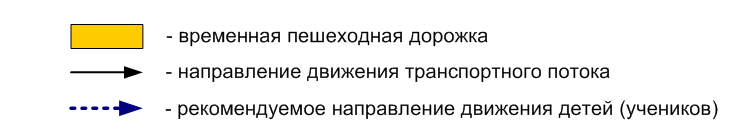 - временная пешеходная дорожка
- направление движения транспортного потока
- рекомендуемое направление движения детей (учеников)